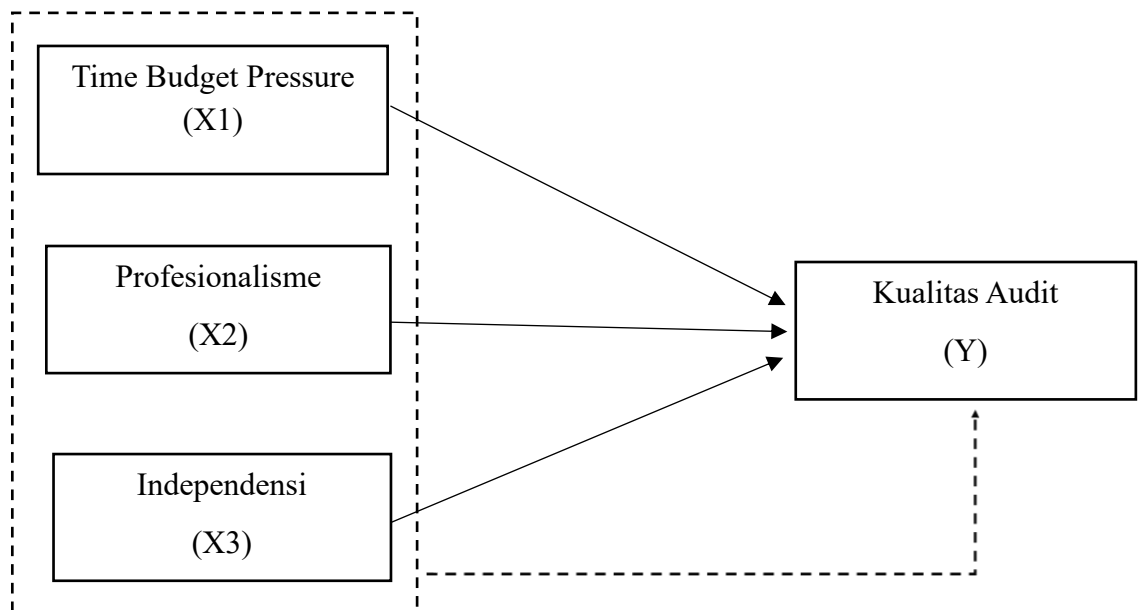 Time Budget Pressure
(X1)
Profesionalisme
(X2)
Independensi
(X3)
Kualitas Audit
(Y)